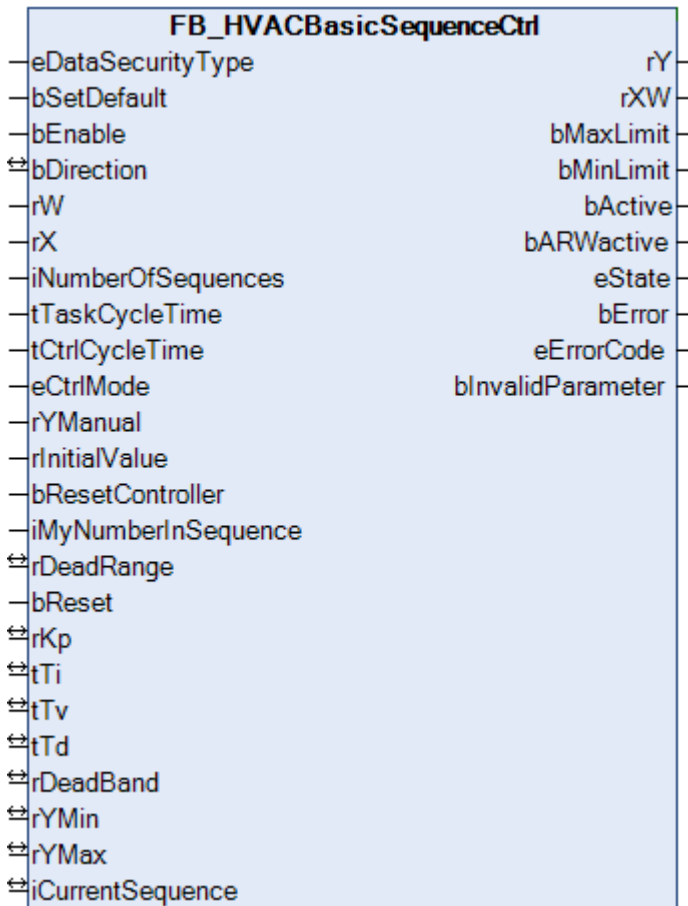 FB_HVACBasicSequenceCtrl
eDataSecurityType rY
bSetDefault rXW
bEnable bMaxLimit
bDirection bMinLimit
rW bActive
rX bARWactive
iNumberOfSequences eState
tTaskCycleTime bError
tCtrlCycleTime eErrorCode
eCtrlMode bInvalidParameter
rYManual
rInitialValue
bResetController
iMyNumberInSequence
rDeadRange
bReset
rKp
tTi
tTv
tTd
rDeadBand
rYMin
rYMax
iCurrentSequence